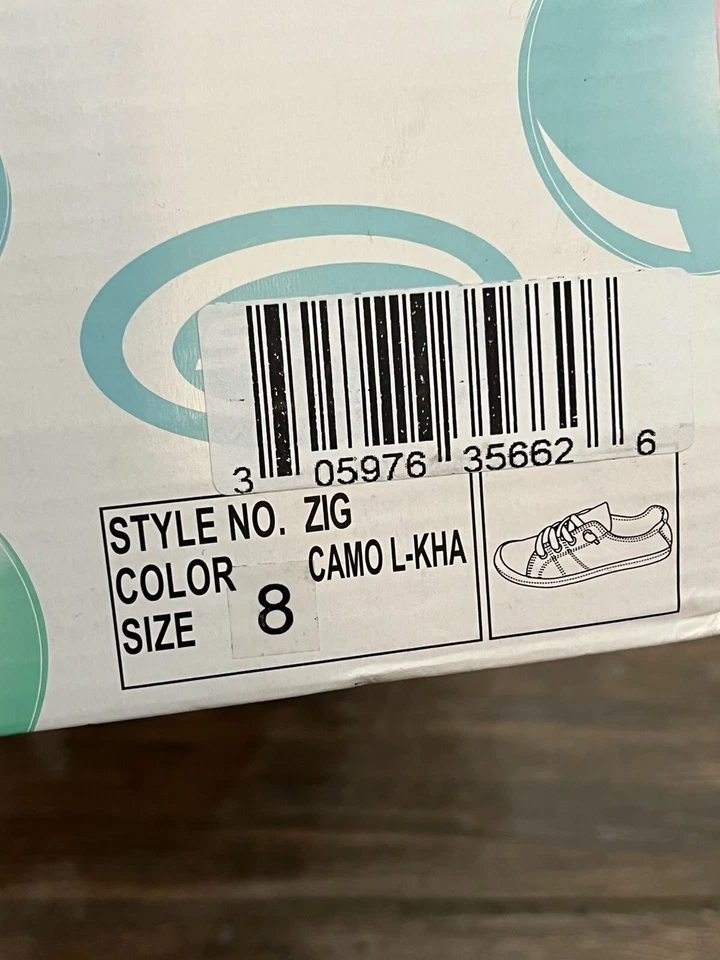 3 05976 35662 6
STYLE NO. ZIG
COLOR CAMO L-KHA
SIZE 8